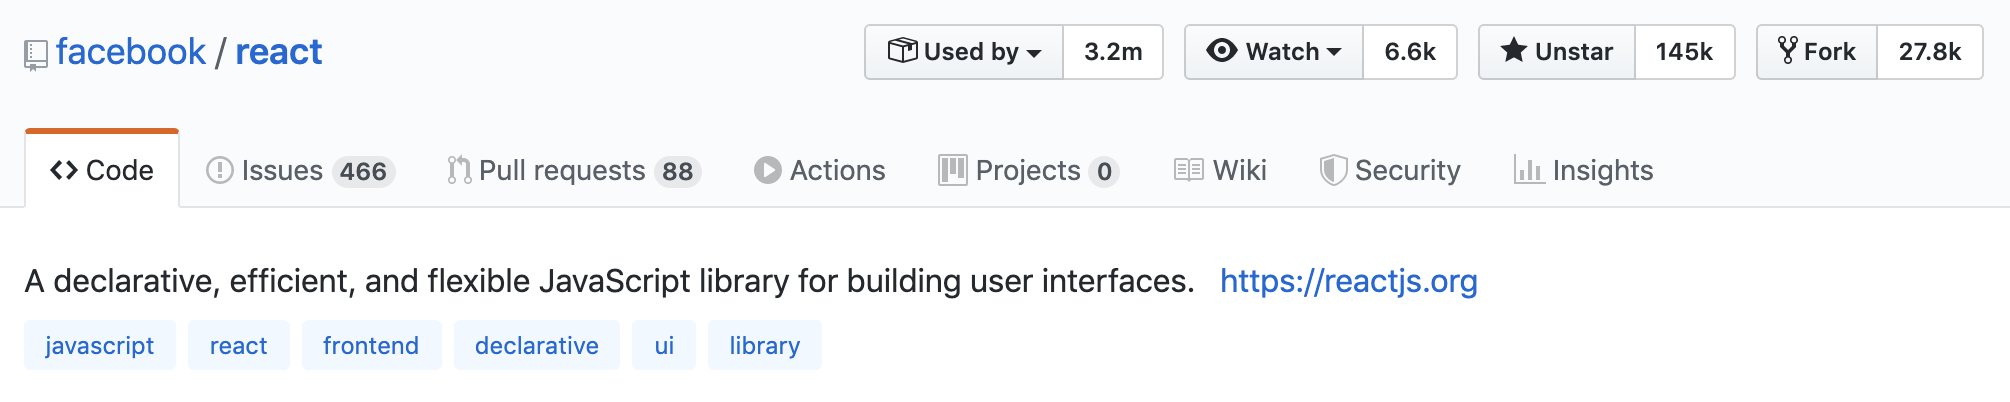 facebook / react Used by 3.2m Watch 6.6k Unstar 145k Fork 27.8k
Code Issues 466 Pull requests 88 Actions Projects 0 Wiki Security Insights
A declarative, efficient, and flexible JavaScript library for building user interfaces. https://reactjs.org
javascript react frontend declarative ui library